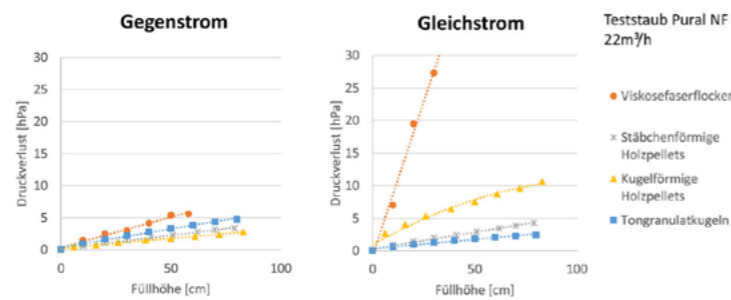 Gegenstrom
30
25
20
15
10
5
0
Druckverlust [hPa]
0
50
100
Füllhöhe [cm]
Gleichstrom
30
25
20
15
10
5
0
Druckverlust [hPa]
0
50
100
Füllhöhe [cm]
Teststaub Pural NF
22m³/h
Viskosefaserflocken
Stäbchenförmige
Holzpellets
Kugelförmige
Holzpellets
Tongranulatkugeln